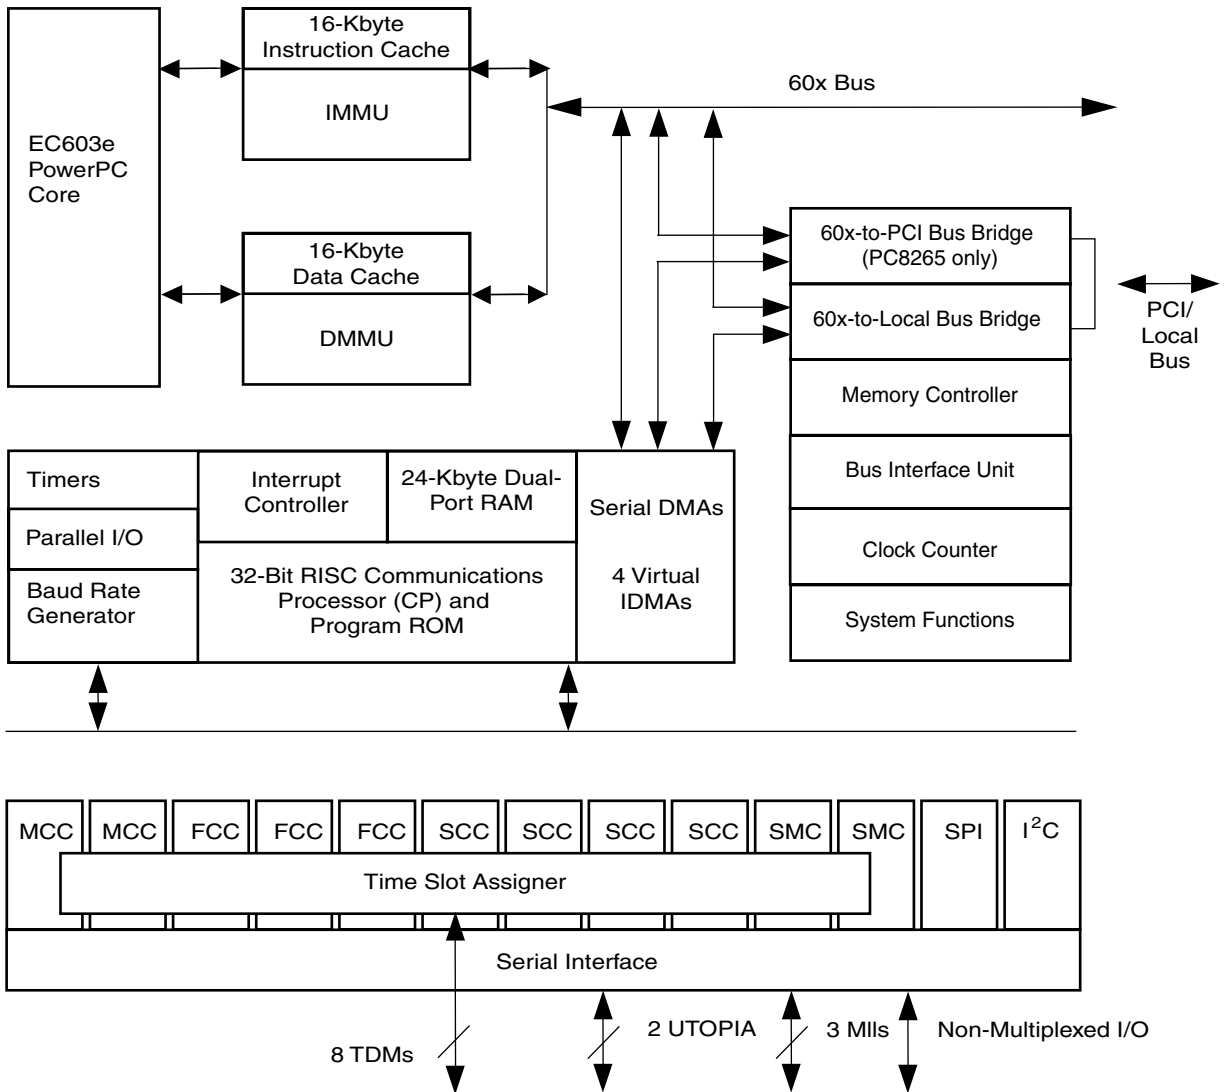 16-Kbyte
Instruction Cache
IMMU
60x Bus
EC603e
PowerPC
Core
16-Kbyte
Data Cache
DMMU
60x-to-PCI Bus Bridge
(PC8265 only)
60x-to-Local Bus Bridge
PCI/
Local
Bus
Memory Controller
Bus Interface Unit
Clock Counter
System Functions
Timers
Parallel I/O
Baud Rate
Generator
Interrupt
Controller
24-Kbyte Dual-
Port RAM
32-Bit RISC Communications
Processor (CP) and
Program ROM
Serial DMAs
4 Virtual
IDMAs
MCC MCC FCC FCC FCC SCC SCC SCC SCC SMC SMC SPI I²C
Time Slot Assigner
Serial Interface
8 TDMs
2 UTOPIA
3 MIIs
Non-Multiplexed I/O